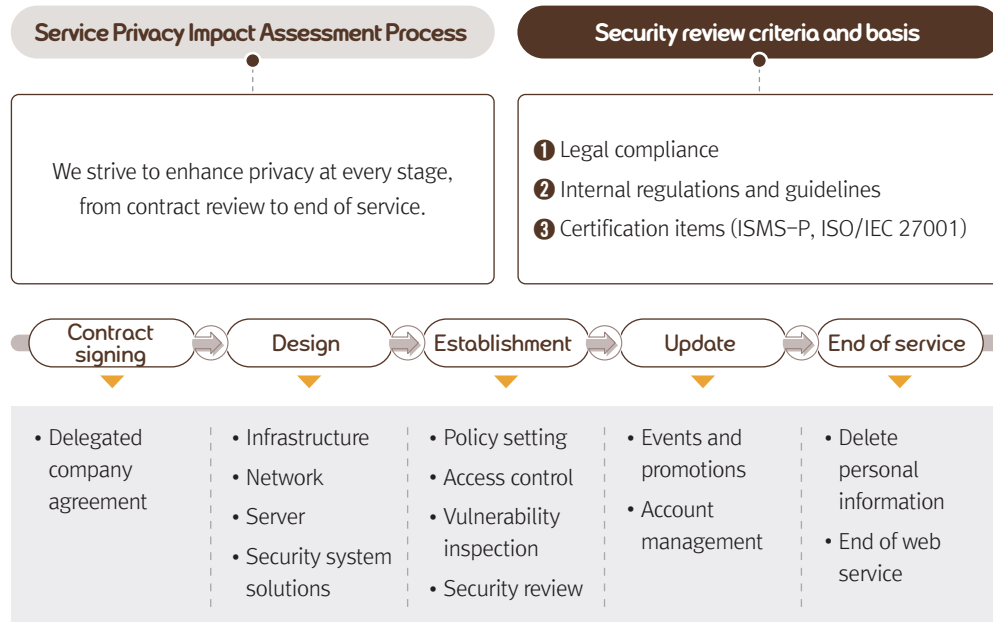 Service Privacy Impact Assessment Process
We strive to enhance privacy at every stage,
from contract review to end of service.
Security review criteria and basis
1 Legal compliance
2 Internal regulations and guidelines
3 Certification items (ISMS-P, ISO/IEC 27001)
Contract
signing
• Delegated
company
agreement
Design
• Infrastructure
• Network
• Server
• Security system
solutions
Establishment
• Policy setting
• Access control
• Vulnerability
inspection
• Security review
Update
• Events and
promotions
• Account
management
End of service
• Delete
personal
information
• End of web
service